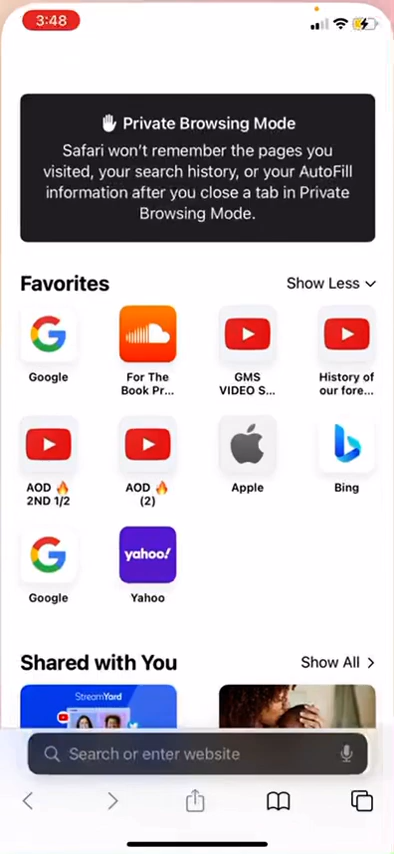 3:48
Private Browsing Mode
Safari won't remember the pages you
visited, your search history, or your AutoFill
information after you close a tab in Private
Browsing Mode.
Favorites
Show Less
Google
For The
Book Pr...
GMS
VIDEO S...
History of
our fore...
yahoo!
AOD 🔥
2ND 1/2
AOD 🔥
(2)
Apple
Bing
Google
Yahoo
Shared with You
Show All
StreamYard
Search or enter website